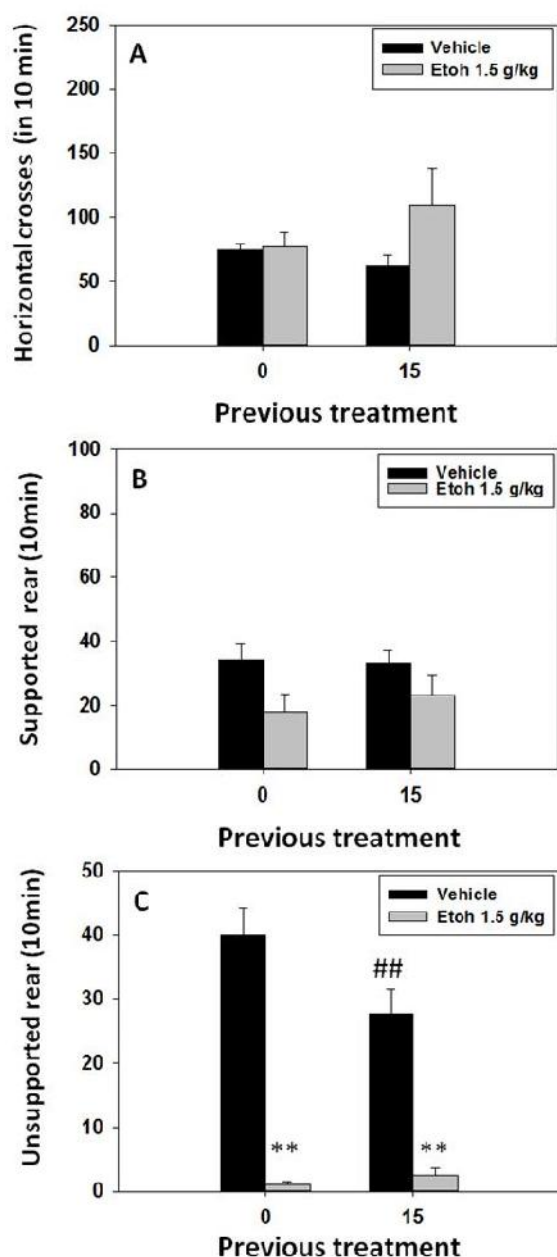 A
Vehicle
Etoh 1.5 g/kg
Horizontal crosses (in 10 min)
250
200
150
100
50
0
0 15
Previous treatment
B
Vehicle
Etoh 1.5 g/kg
Supported rear (10min)
100
80
60
40
20
0
0 15
Previous treatment
C
Vehicle
Etoh 1.5 g/kg
Unsupported rear (10min)
50
40
30
20
10
0
##
** **
0 15
Previous treatment